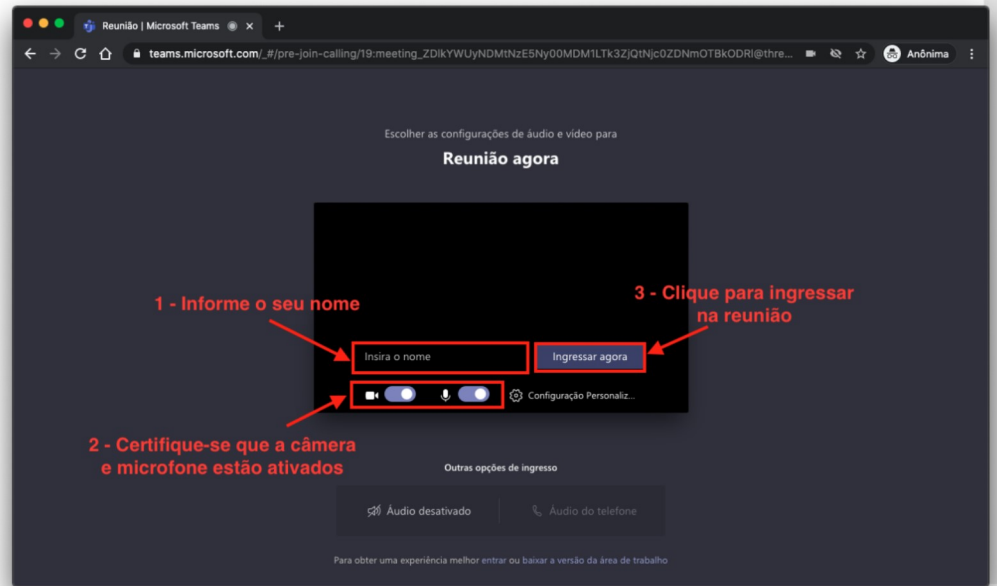 Reunião | Microsoft Teams
teams.microsoft.com/_#/pre-join-calling/19:meeting_ZDlkYWUyNDMtNzE5Ny00MDM1LTk3ZjQtNjc0ZDNmOTBkODRl@thre...
Anônima
Escolher as configurações de áudio e vídeo para
Reunião agora
1 - Informe o seu nome
3 - Clique para ingressar
na reunião
Insira o nome
Ingressar agora
Configuração Personaliz...
2 - Certifique-se que a câmera
e microfone estão ativados
Outras opções de ingresso
Áudio desativado
Áudio do telefone
Para obter uma experiência melhor entrar ou baixar a versão da área de trabalho